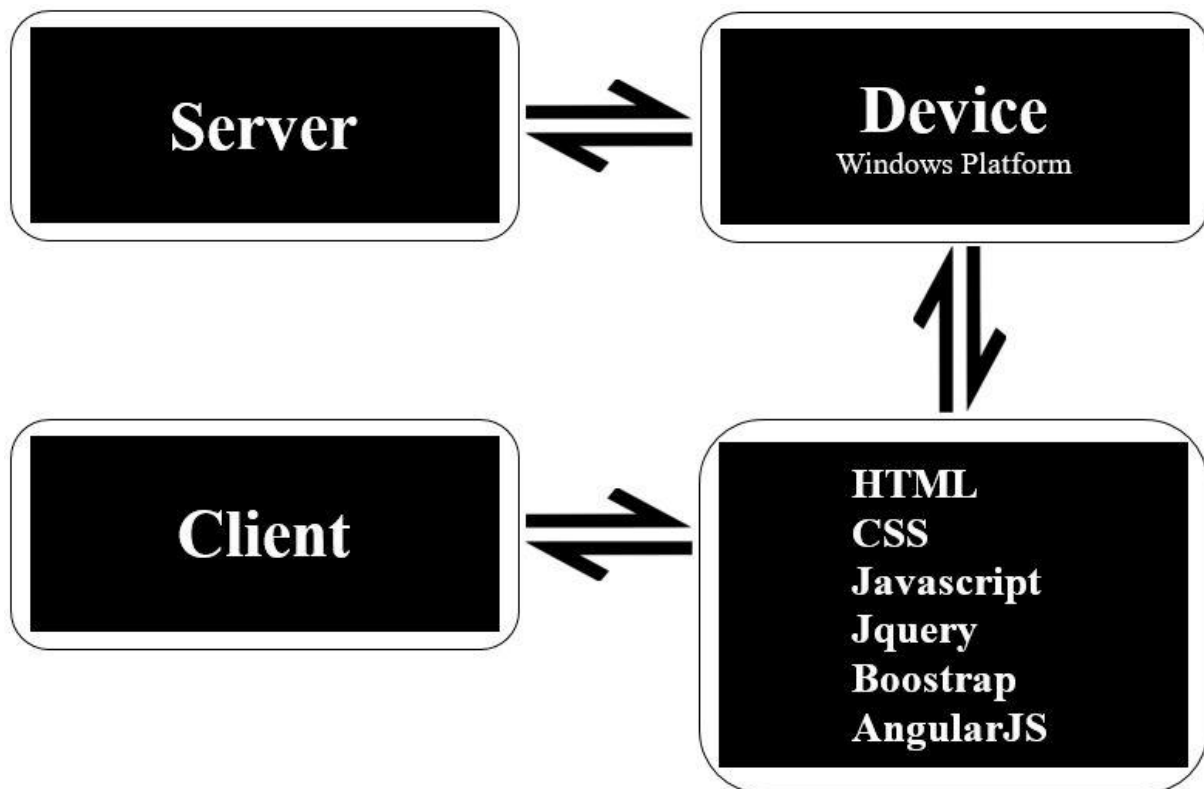 Server
Device
Windows Platform
Client
HTML
CSS
Javascript
Jquery
Boostrap
AngularJS